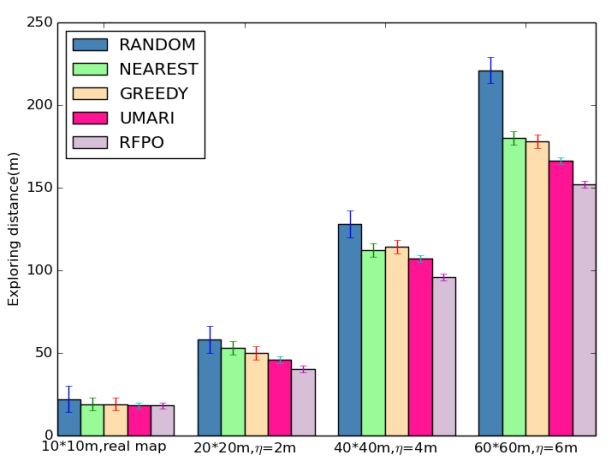 250
200
150
100
50
0
Exploring distance(m)
RANDOM
NEAREST
GREEDY
UMARI
RFPO
10*10m,real map
20*20m,η=2m
40*40m,η=4m
60*60m,η=6m